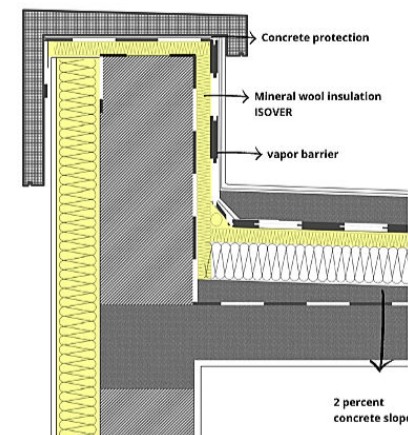 Concrete protection
Mineral wool insulation
ISOVER
vapor barrier
2 percent
concrete slope